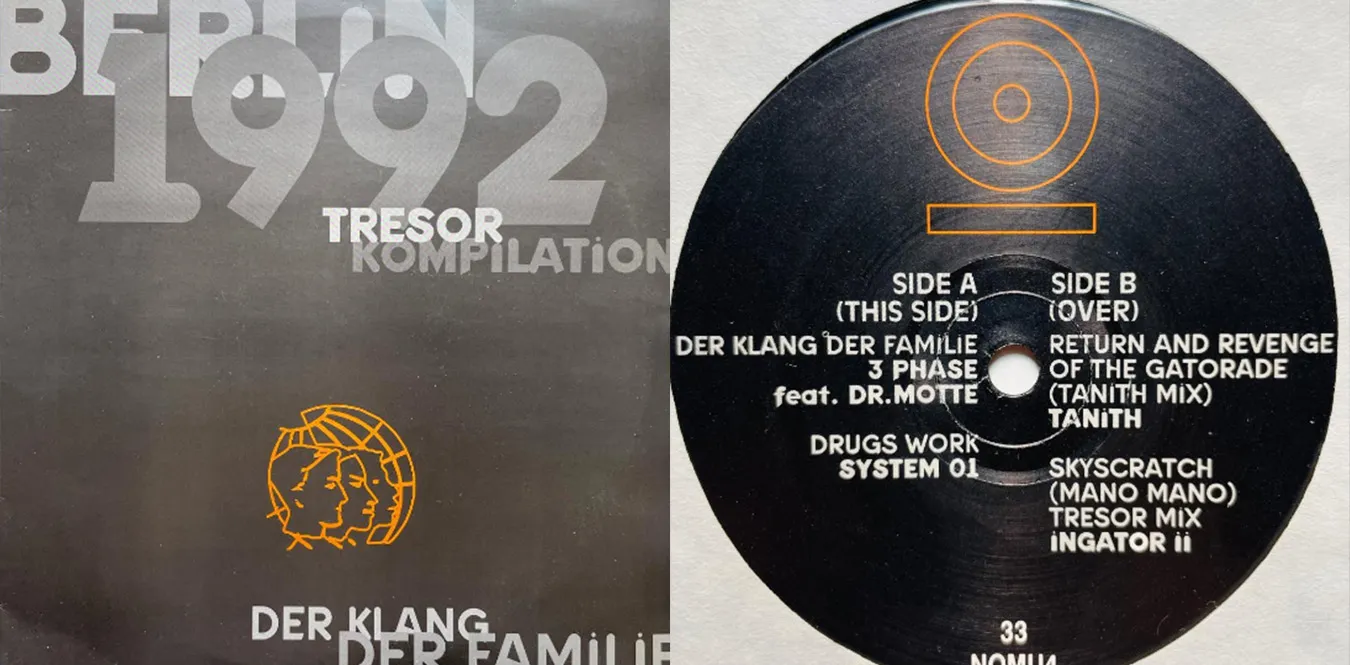 BERLiN
1992
TRESOR
KOMPiLATiON
DER KLANG
DER FAMiLiE
SIDE A
(THIS SIDE)
DER KLANG DER FAMiLiE
3 PHASE
feat. DR.MOTTE
DRUGS WORK
SYSTEM 01
SIDE B
(OVER)
RETURN AND REVENGE
OF THE GATORADE
(TANiTH MiX)
TANiTH
SKYSCRATCH
(MANO MANO)
TRESOR MiX
iNGATOR ii
33
NOMU4